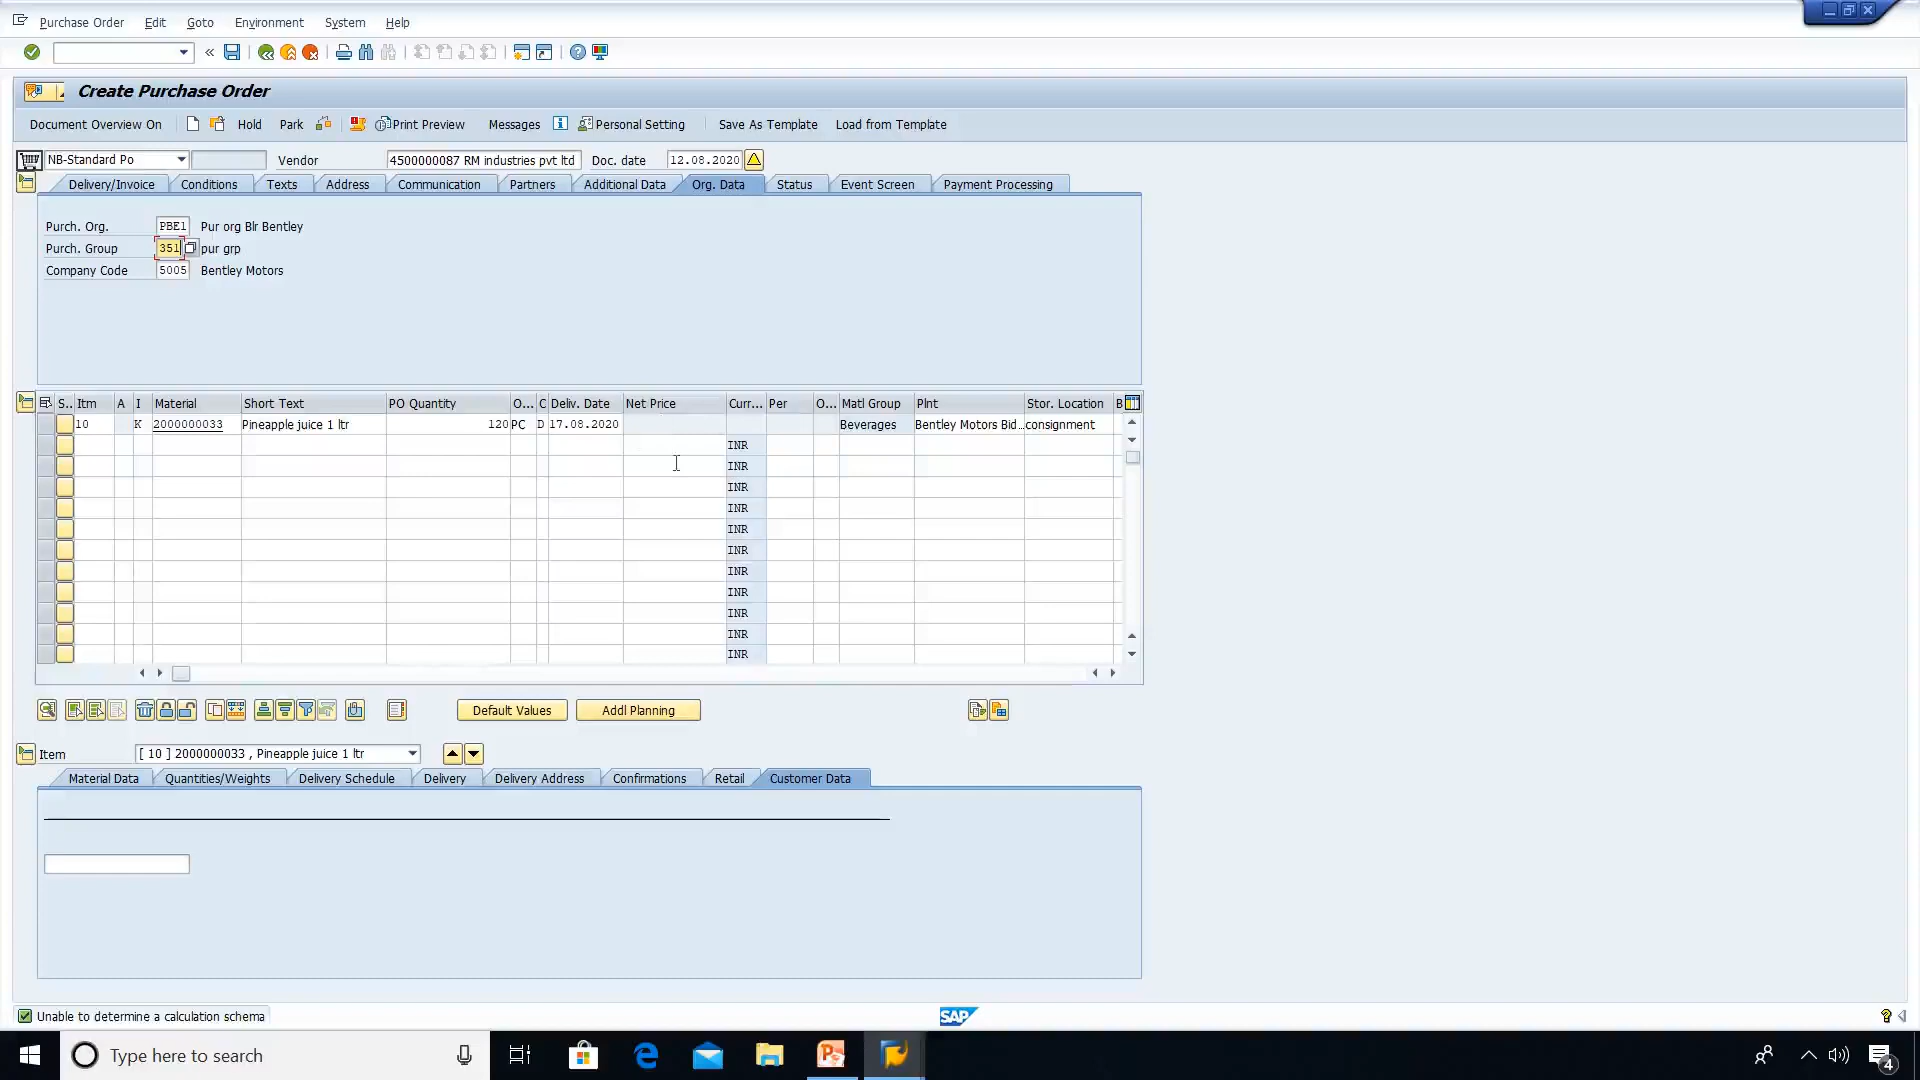 Purchase Order Edit Goto Environment System Help
Create Purchase Order
Document Overview On Hold Park Print Preview Messages Personal Setting Save As Template Load from Template
NB-Standard Po Vendor 4500000087 RM industries pvt ltd Doc. date 12.08.2020
Delivery/Invoice Conditions Texts Address Communication Partners Additional Data Org. Data Status Event Screen Payment Processing
Purch. Org. PBE1 Pur org Blr Bentley
Purch. Group 351 pur grp
Company Code 5005 Bentley Motors
S.. Itm A I Material Short Text PO Quantity O... C Deliv. Date Net Price Curr... Per O... Matl Group Plnt Stor. Location B
10 K 2000000033 Pineapple juice 1 ltr 120 PC D 17.08.2020 Beverages Bentley Motors Bid... consignment
INR
INR
INR
INR
INR
INR
INR
INR
INR
INR
INR
Default Values Addl Planning
Item [ 10 ] 2000000033 , Pineapple juice 1 ltr
Material Data Quantities/Weights Delivery Schedule Delivery Delivery Address Confirmations Retail Customer Data
Unable to determine a calculation schema SAP
Type here to search 4